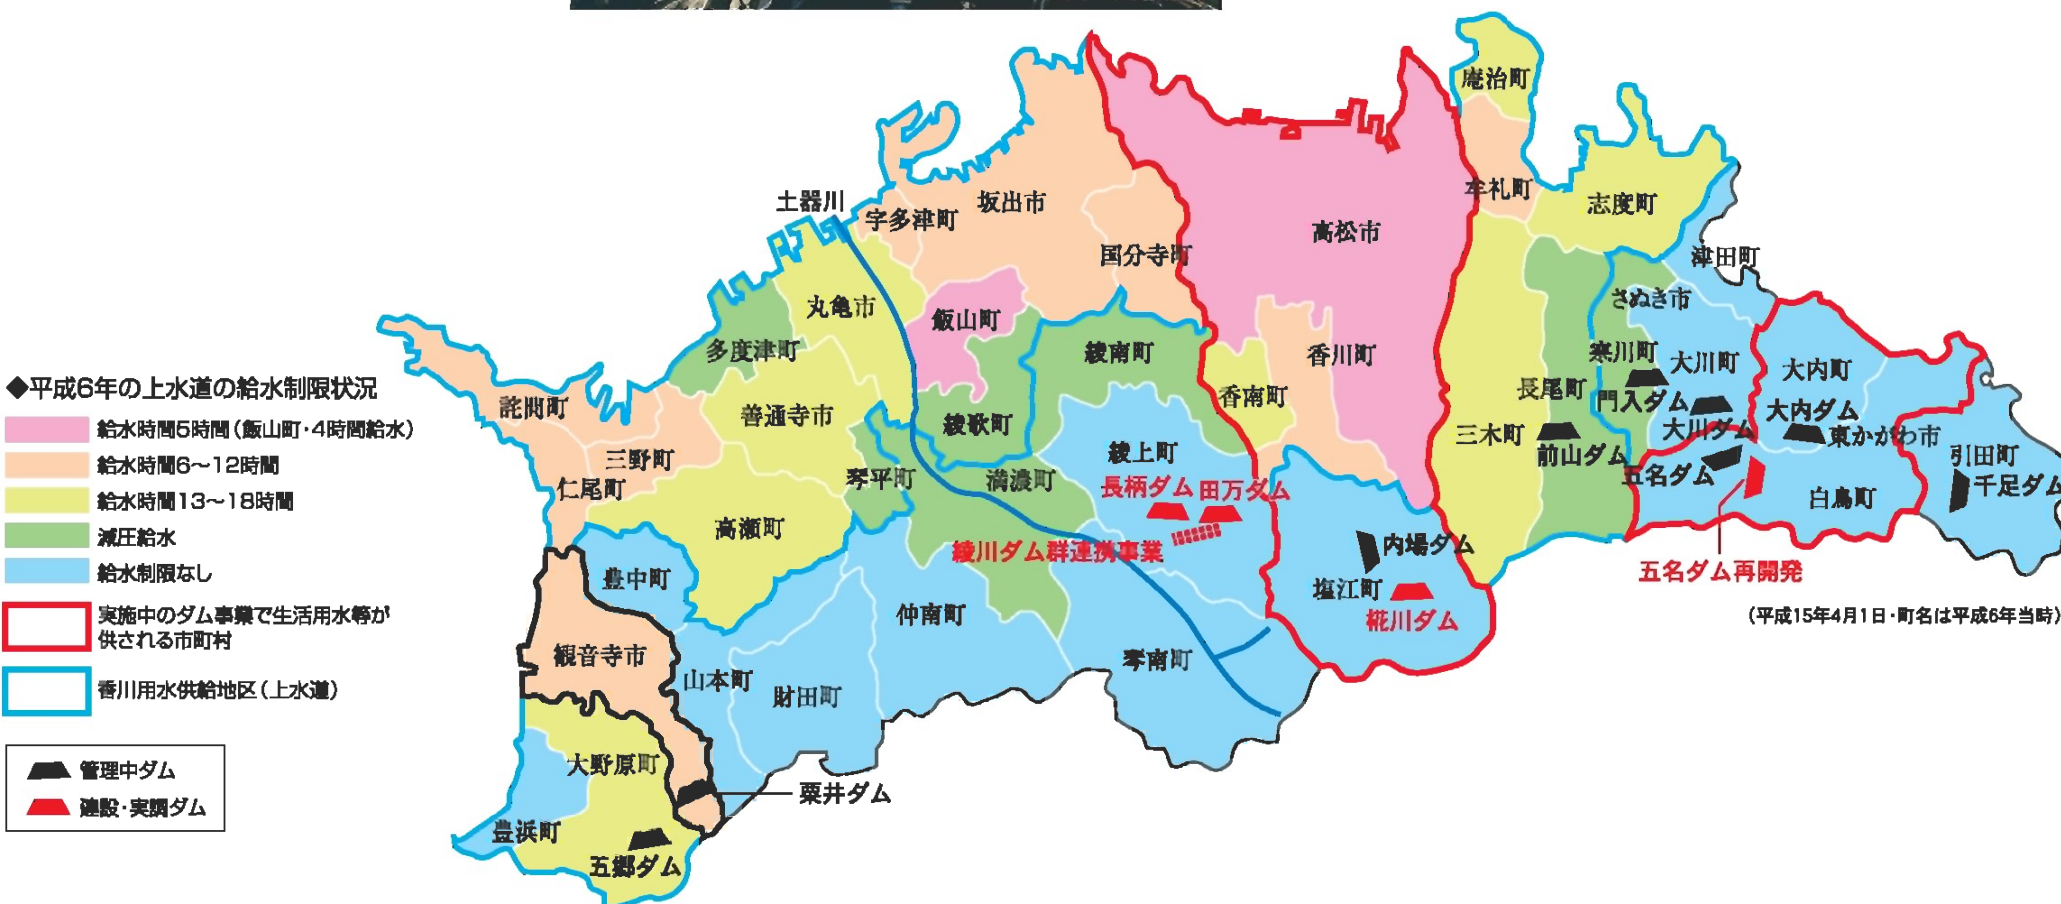 ◆平成6年の上水道の給水制限状況
給水時間5時間(飯山町・4時間給水)
給水時間6〜12時間
給水時間13〜18時間
減圧給水
給水制限なし
実施中のダム事業で生活用水等が
供される市町村
香川用水供給地区(上水道)
管理中ダム
建設・実調ダム
土器川
宇多津町
坂出市
国分寺町
高松市
庵治町
牟礼町
志度町
津田町
さぬき市
丸亀市
飯山町
多度津町
綾南町
香川町
香南町
寒川町
大川町
大内町
長尾町
門入ダム
大内ダム
詫間町
善通寺市
綾歌町
三木町
大川ダム
東かがわ市
三野町
綾上町
前山ダム
引田町
仁尾町
琴平町
満濃町
長柄ダム
田万ダム
五名ダム
千足ダム
白鳥町
高瀬町
綾川ダム群連携事業
内場ダム
五名ダム再開発
豊中町
塩江町
椛川ダム
仲南町
(平成15年4月1日・町名は平成6年当時)
観音寺市
山本町
財田町
琴南町
大野原町
粟井ダム
豊浜町
五郷ダム